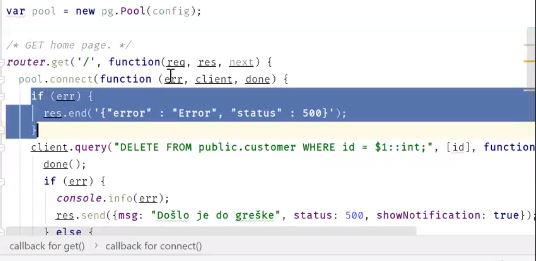 var pool = new pg.Pool(config);
/* GET home page. */
router.get('/', function(req, res, next) {
pool.connect(function (err, client, done) {
if (err) {
res.end('{"error" : "Error", "status" : 500}');
}
client.query("DELETE FROM public.customer WHERE id = $1::int;", [id], function
done();
if (err) {
console.info(err);
res.send({msg: "Došlo je do greške", status: 500, showNotification: true});
} else {
callback for get() › callback for connect()